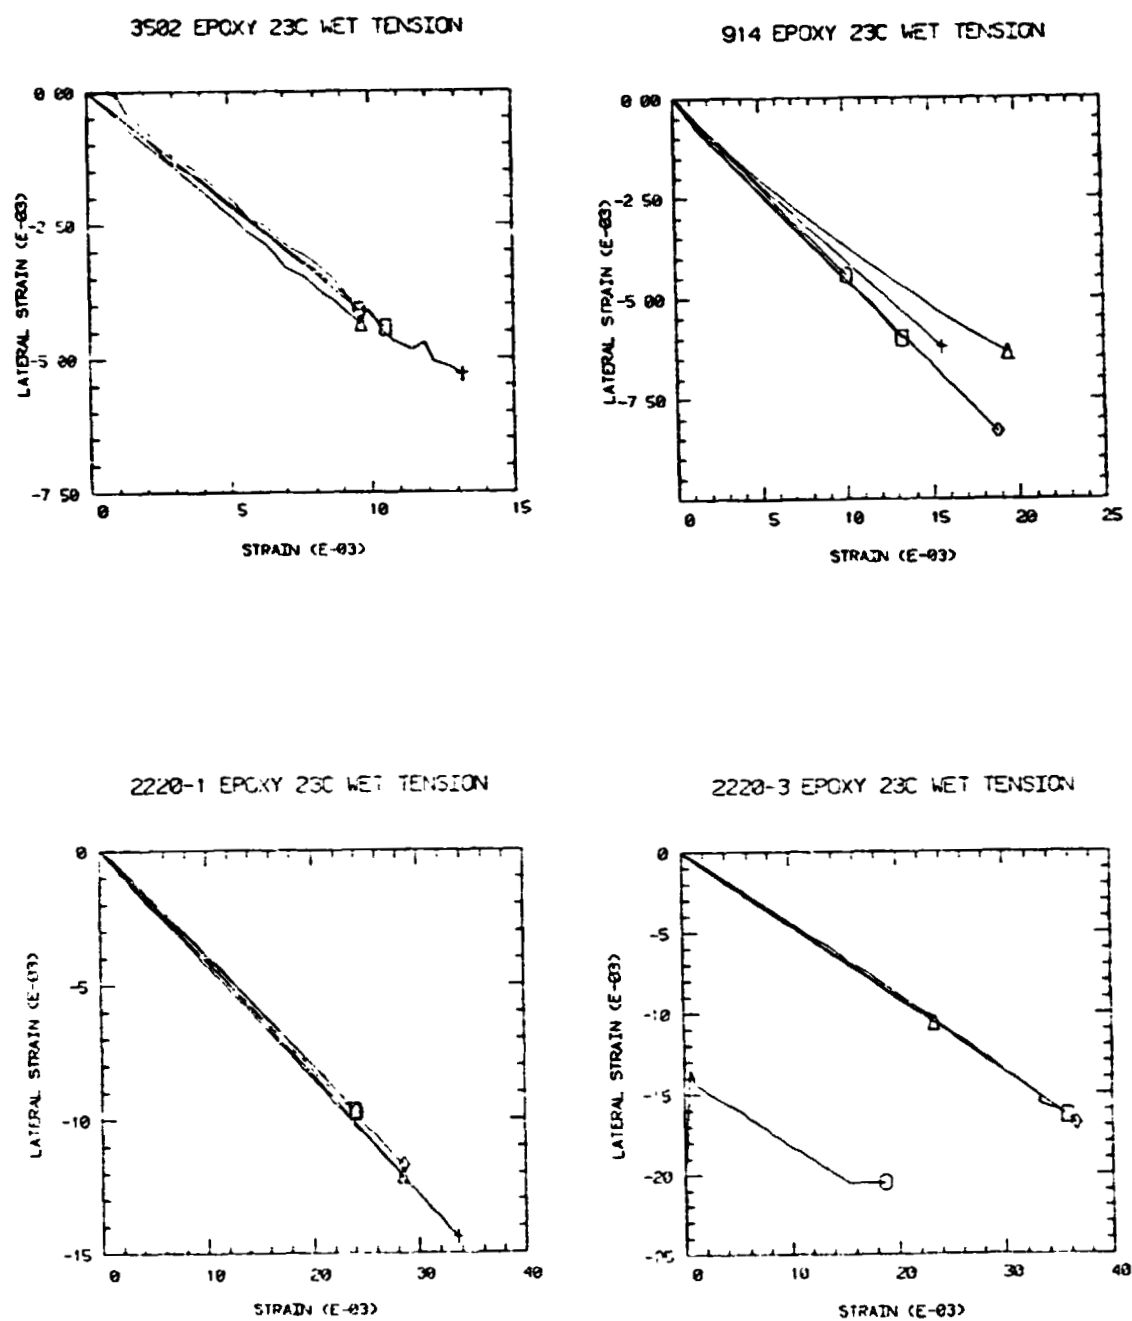 3502 EPOXY 23C WET TENSION
0 00
-2 50
-5 00
-7 50
0 5 10 15
LATERAL STRAIN (E-03)
STRAIN (E-03)
914 EPOXY 23C WET TENSION
0 00
-2 50
-5 00
-7 50
0 5 10 15 20 25
LATERAL STRAIN (E-03)
STRAIN (E-03)
2220-1 EPOXY 23C WET TENSION
0
-5
-10
-15
0 10 20 30 40
LATERAL STRAIN (E-03)
STRAIN (E-03)
2220-3 EPOXY 23C WET TENSION
0
-5
-10
-15
-20
-25
0 10 20 30 40
LATERAL STRAIN (E-03)
STRAIN (E-03)